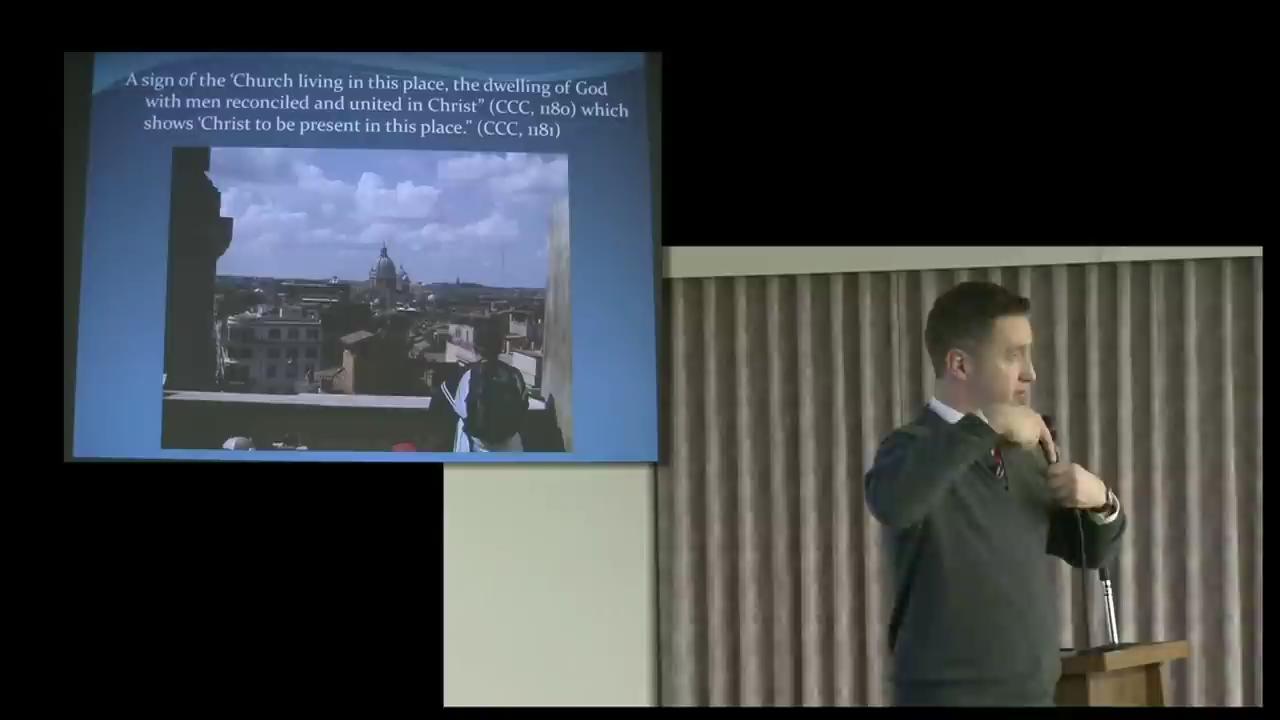 A sign of the ‘Church living in this place, the dwelling of God
with men reconciled and united in Christ” (CCC, 1180) which
shows ‘Christ to be present in this place.” (CCC, 1181)